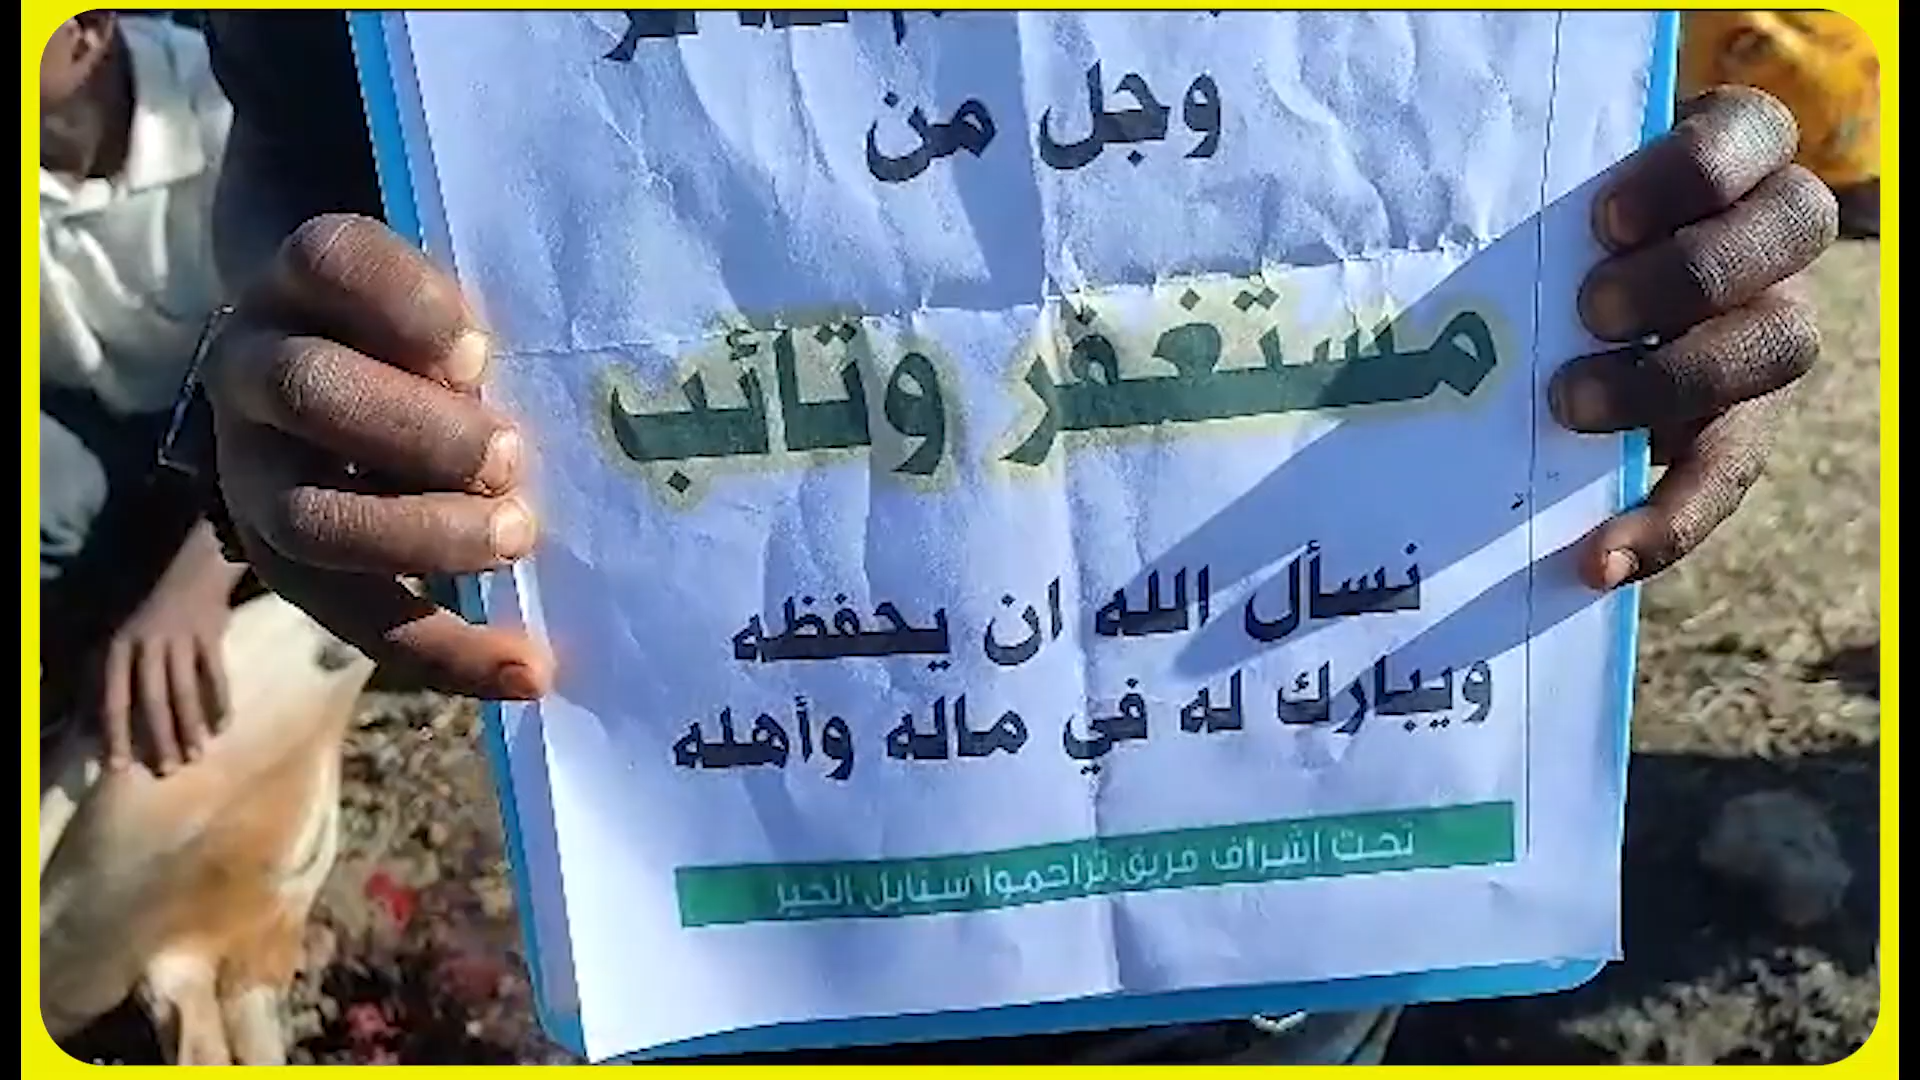 وجل من
مستغفر وتائب
نسأل الله ان يحفظه
ويبارك له في ماله وأهله
تحت اشراف فريق تراحموا سنابل الخير